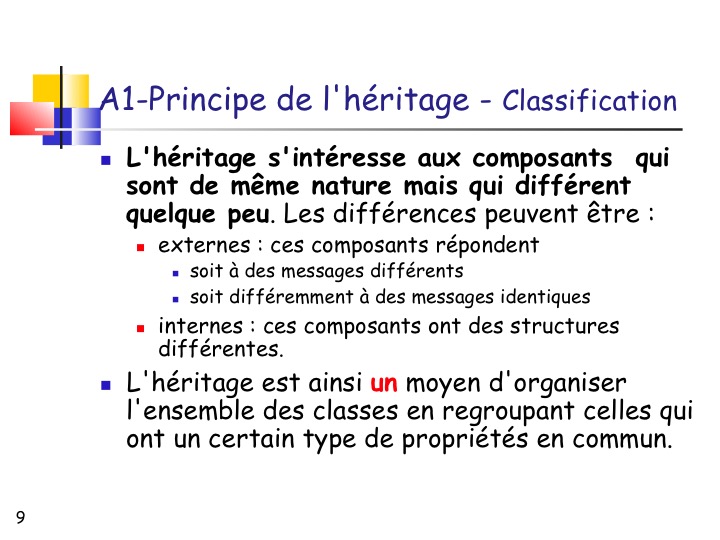 A1-Principe de l'héritage - Classification
L'héritage s'intéresse aux composants qui
sont de même nature mais qui différent
quelque peu. Les différences peuvent être :
externes : ces composants répondent
soit à des messages différents
soit différemment à des messages identiques
internes : ces composants ont des structures
différentes.
L'héritage est ainsi un moyen d'organiser
l'ensemble des classes en regroupant celles qui
ont un certain type de propriétés en commun.
9